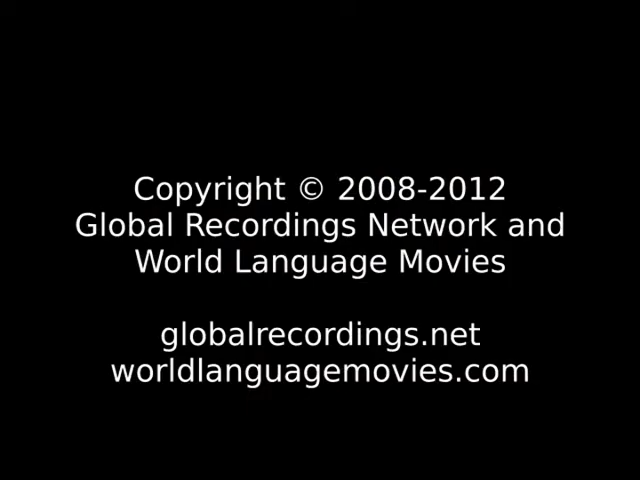 Copyright © 2008-2012
Global Recordings Network and
World Language Movies
globalrecordings.net
worldlanguagemovies.com